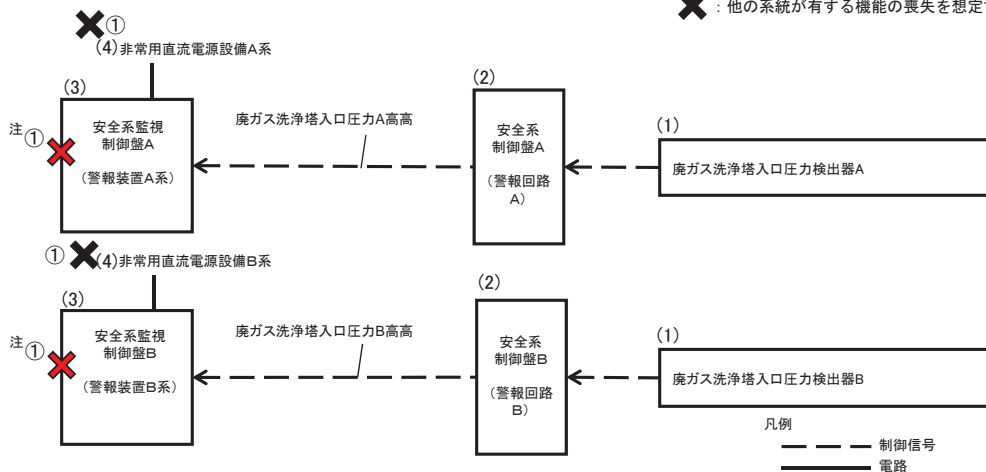 ：他の系統が有する機能の喪失を想定
①
(4)非常用直流電源設備A系
(3)
注①
安全系監視
制御盤A
（警報装置A系）
廃ガス洗浄塔入口圧力A高高
(2)
安全系
制御盤A
（警報回路
A）
(1)
廃ガス洗浄塔入口圧力検出器A
①
(4)非常用直流電源設備B系
(3)
注①
安全系監視
制御盤B
（警報装置B系）
廃ガス洗浄塔入口圧力B高高
(2)
安全系
制御盤B
（警報回路
B）
(1)
廃ガス洗浄塔入口圧力検出器B
凡例
制御信号
電路